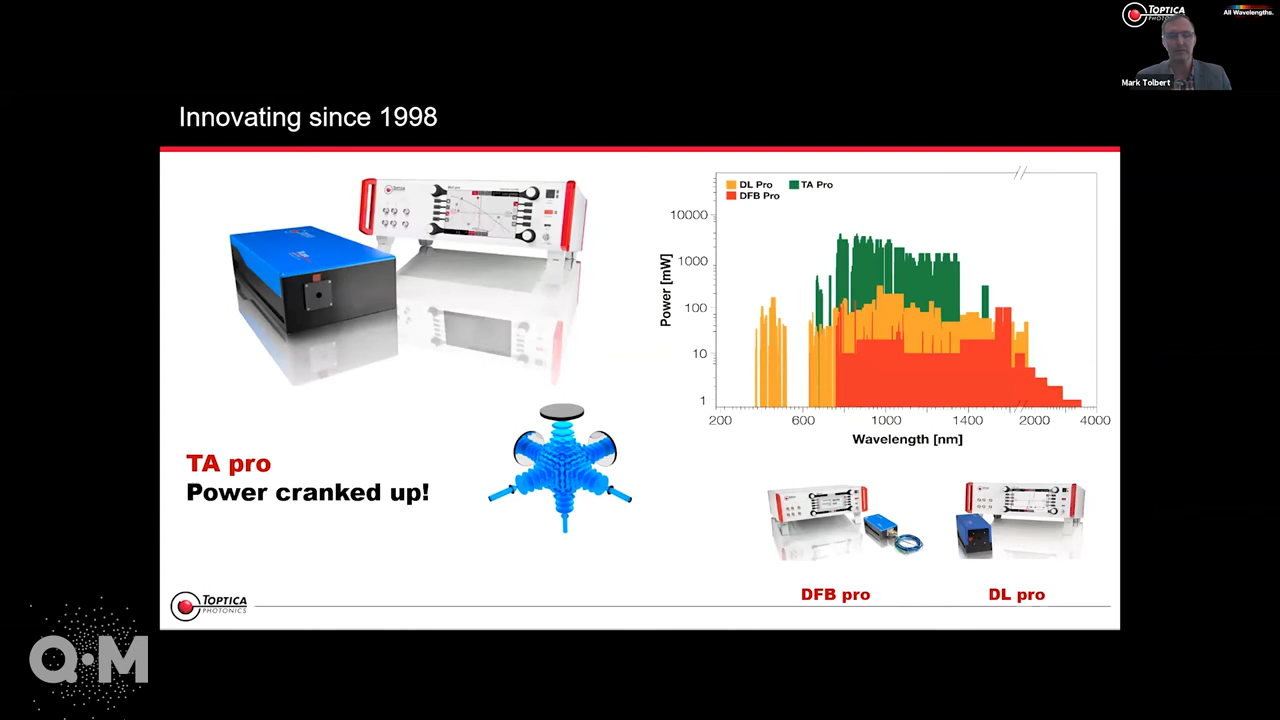 TOPTICA
All Wavelengths.
Mark Tolbert
Innovating since 1998
DL Pro
TA Pro
DFB Pro
10000
1000
100
10
1
Power [mW]
200 600 1000 1400 2000 4000
Wavelength [nm]
TA pro
Power cranked up!
DFB pro
DL pro
TOPTICA
PHOTONICS
Q·M